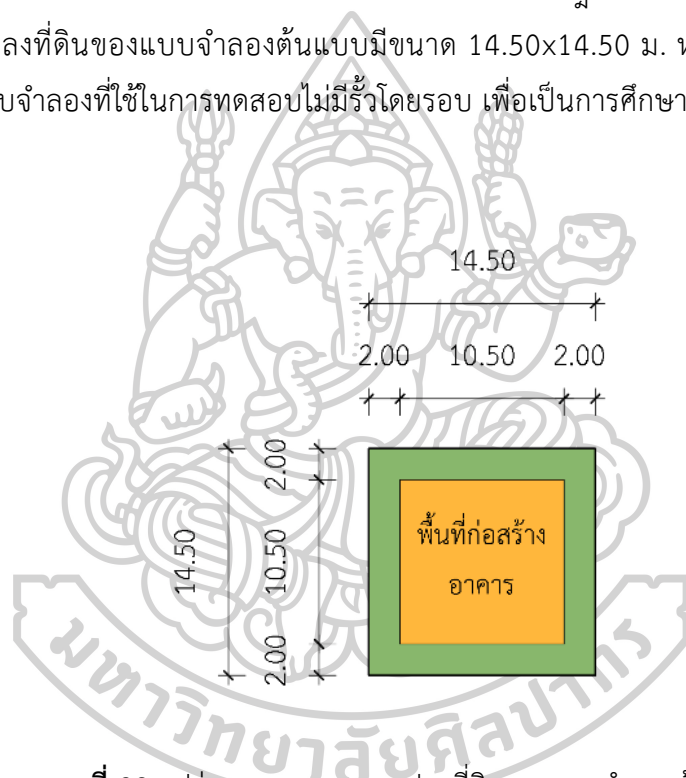 ลงที่ดินของแบบจำลองต้นแบบมีขนาด 14.50x14.50 ม.
บจำลองที่ใช้ในการทดสอบไม่มีรั้วโดยรอบ เพื่อเป็นการศึกษา
14.50
2.00 10.50 2.00
2.00
14.50 10.50
2.00
พื้นที่ก่อสร้าง
อาคาร
มหาวิทยาลัยศิลปากร